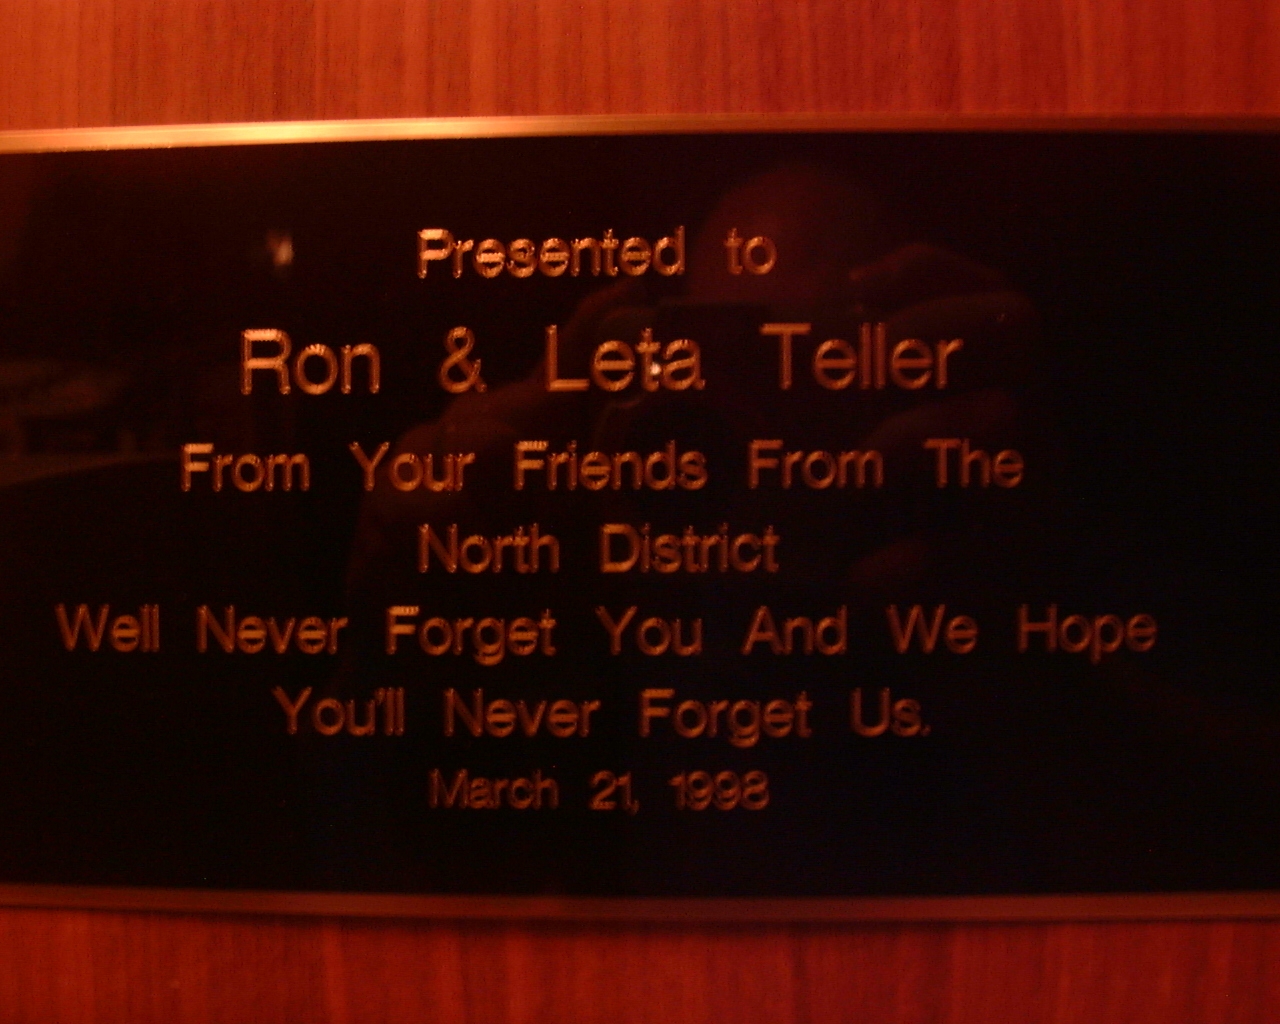 Presented to
Ron & Leta Teller
From Your Friends From The
North District
Well Never Forget You And We Hope
You'll Never Forget Us.
March 21, 1998